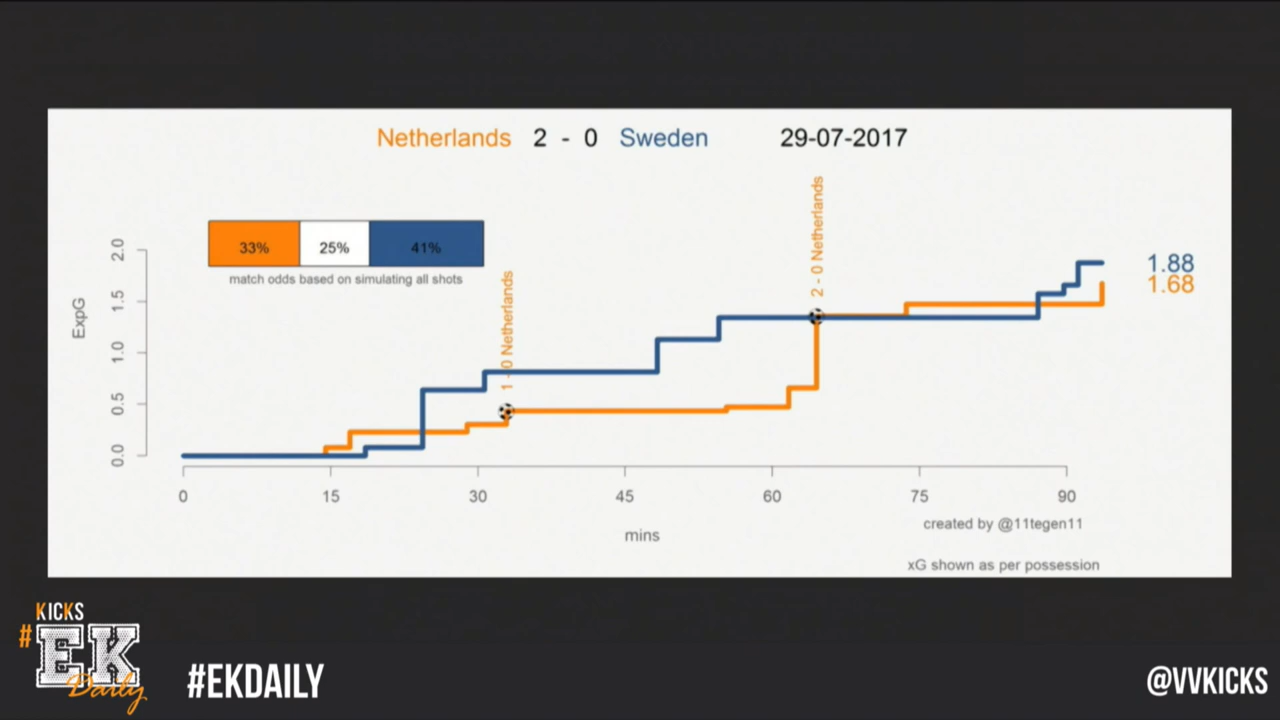 Netherlands 2 - 0 Sweden 29-07-2017
33% 25% 41%
match odds based on simulating all shots
1 - 0 Netherlands
2 - 0 Netherlands
ExpG
2.0
1.5
1.0
0.5
0.0
1.88
1.68
0 15 30 45 60 75 90
mins
created by @11tegen11
xG shown as per possession
KICKS
#EK
Daily
#EKDAILY
@VVKICKS